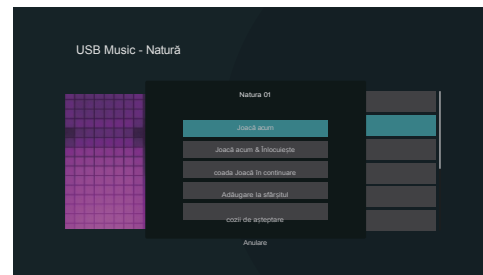 USB Music - Natură
Natura 01
Joacă acum
Joacă acum & Înlocuiește
coada Joacă în continuare
Adăugare la sfârșitul
cozii de așteptare
Anulare